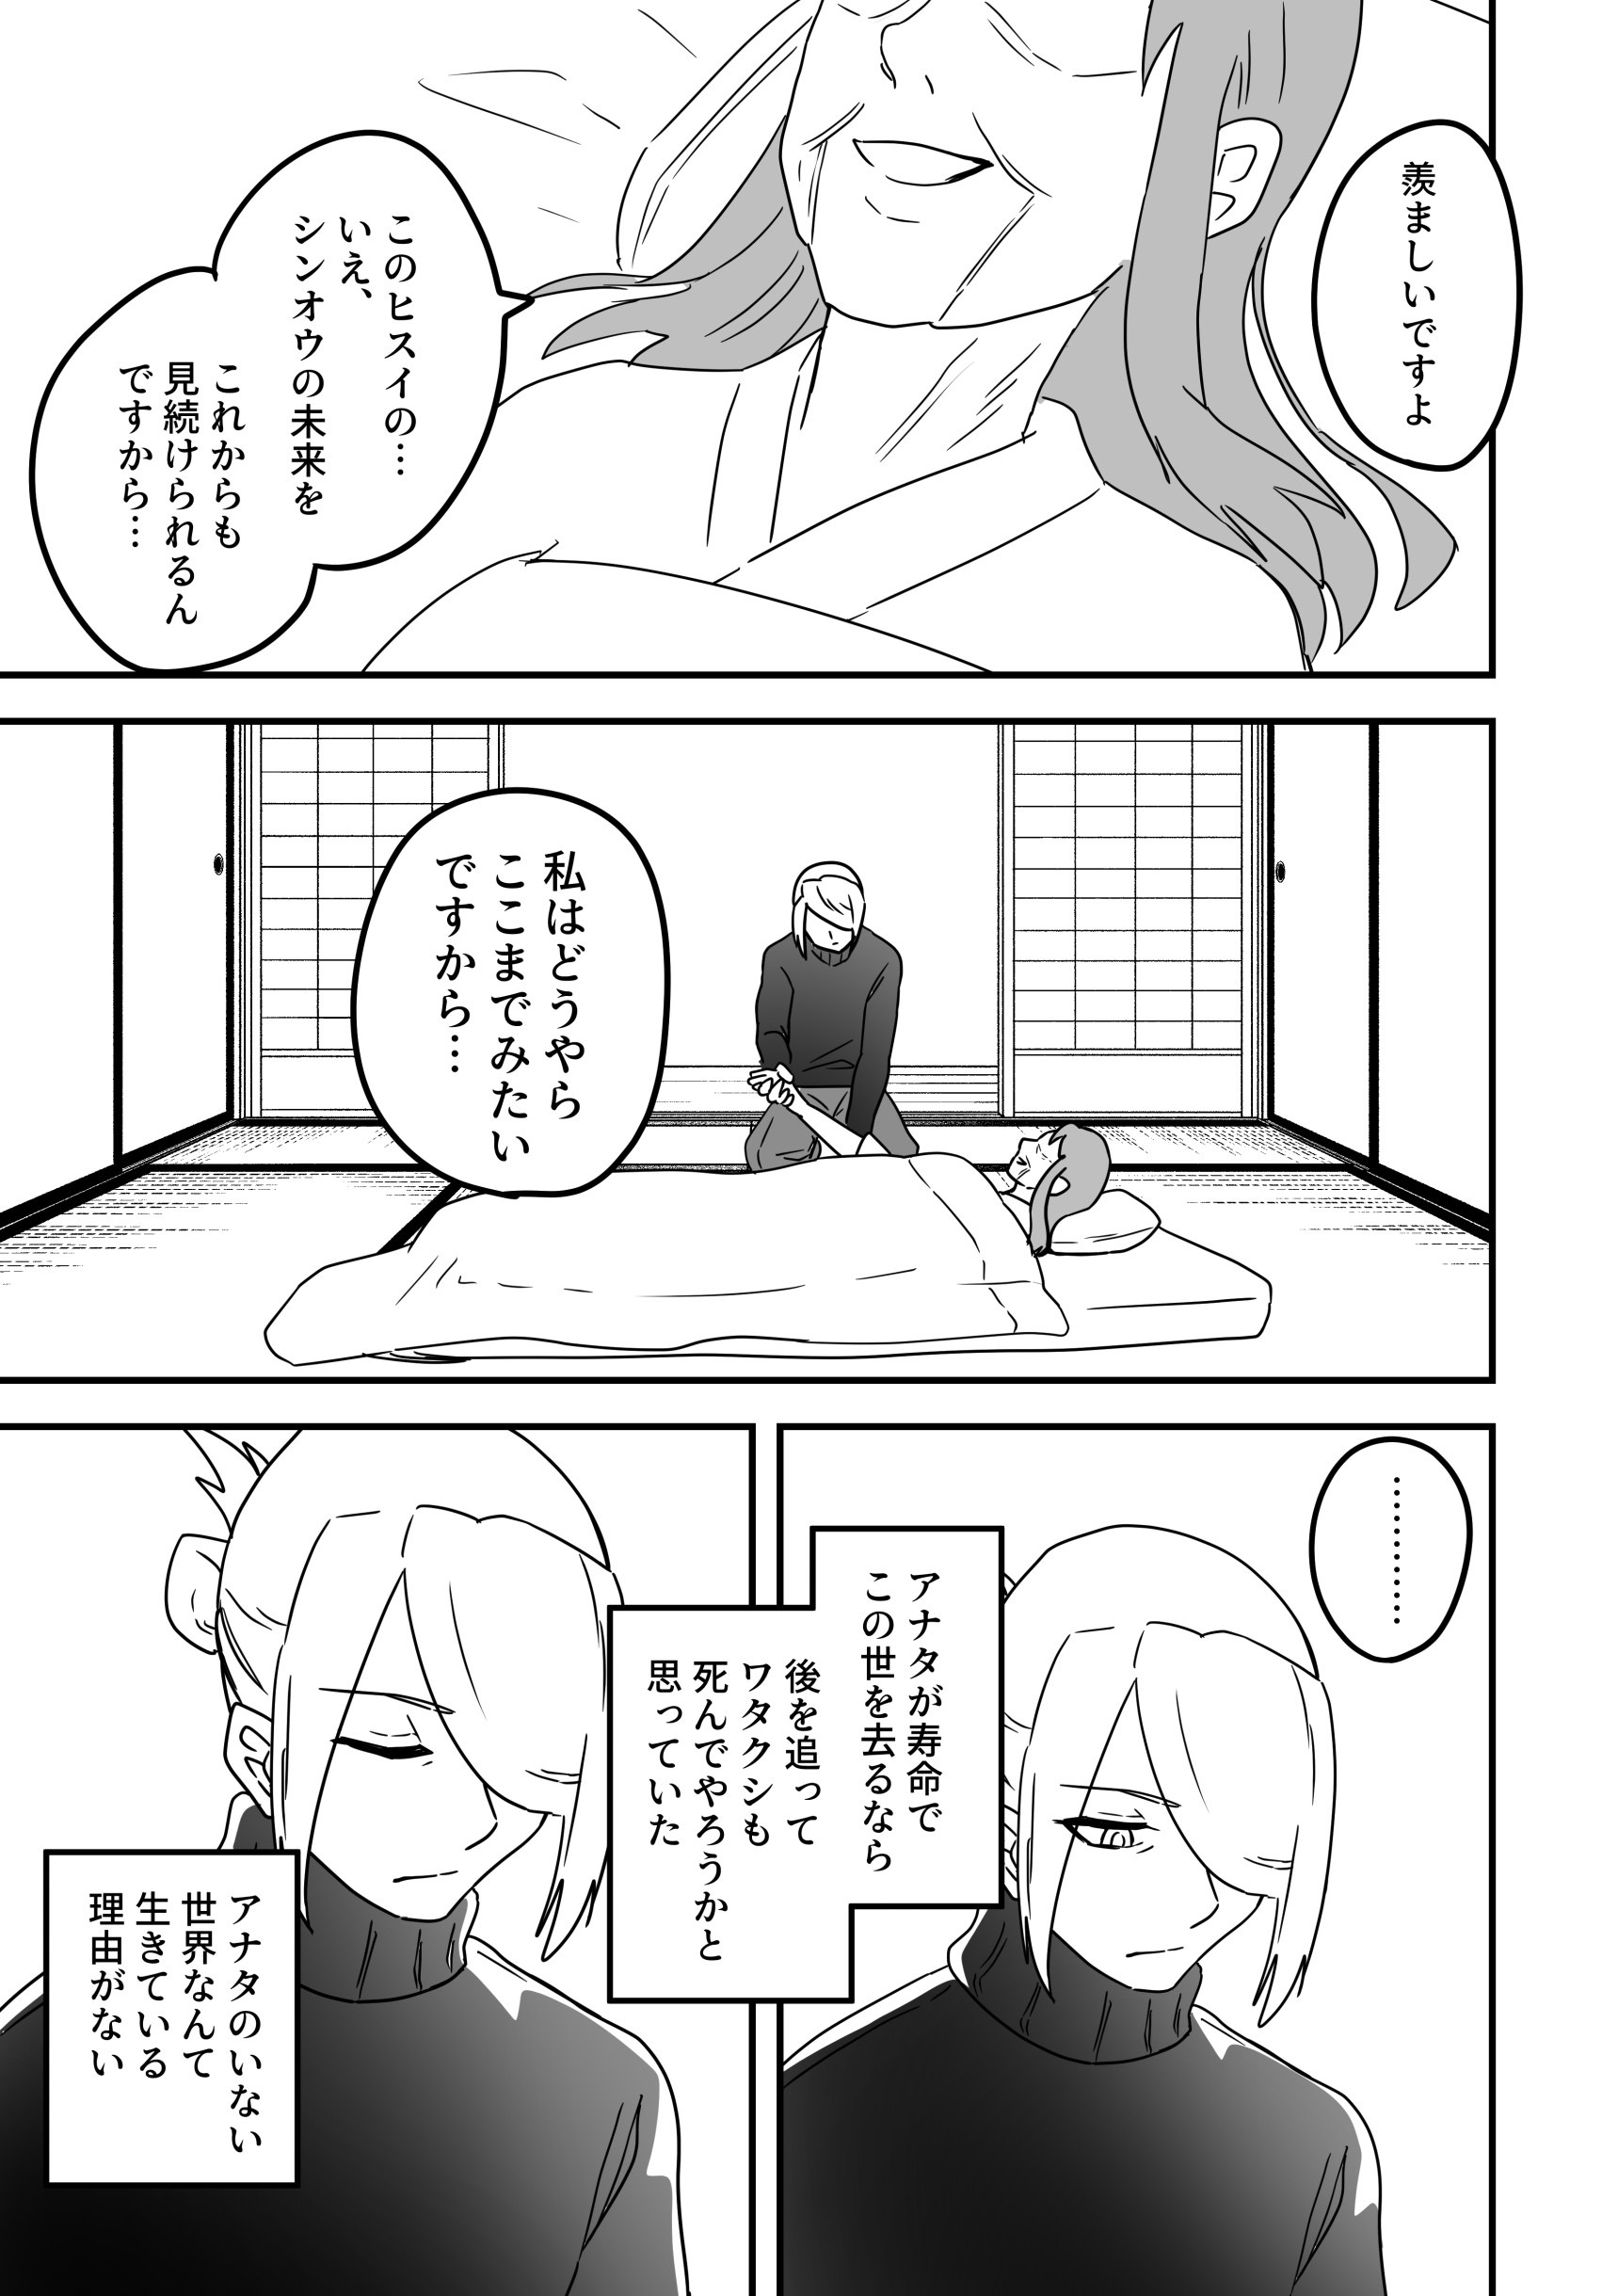 羨ましいですよ
このヒスイの…
いえ、
シンオウの未来を
これからも
見続けられるん
ですから…
私はどうやら
ここまでみたい
ですから…
…………
アナタが寿命で
この世を去るなら
後を追って
ワタクシも
死んでやろうかと
思っていた
アナタのいない
世界なんて
生きている
理由がない